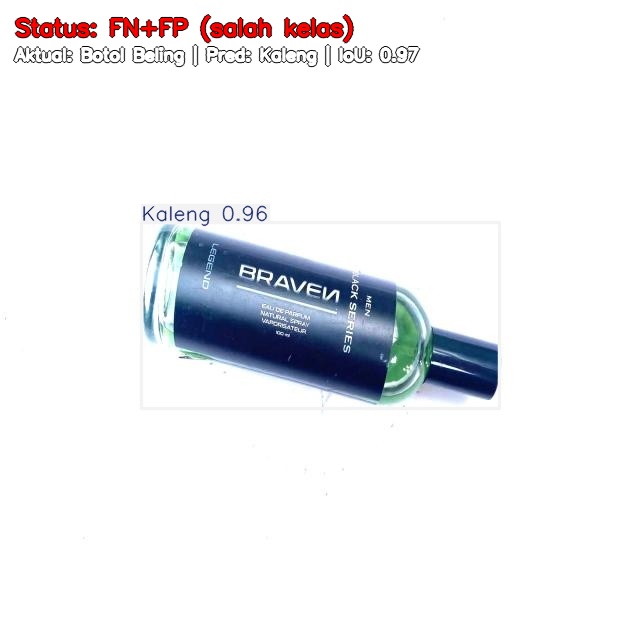 Status: FN+FP (salah kelas)
Aktual: Botol Beling | Pred: Kaleng | IoU: 0.97
Kaleng 0.96
LEGEND
BRAVEN
EAU DE PARFUM
NATURAL SPRAY
VAPORISATEUR
100 ml
MEN
BLACK SERIES